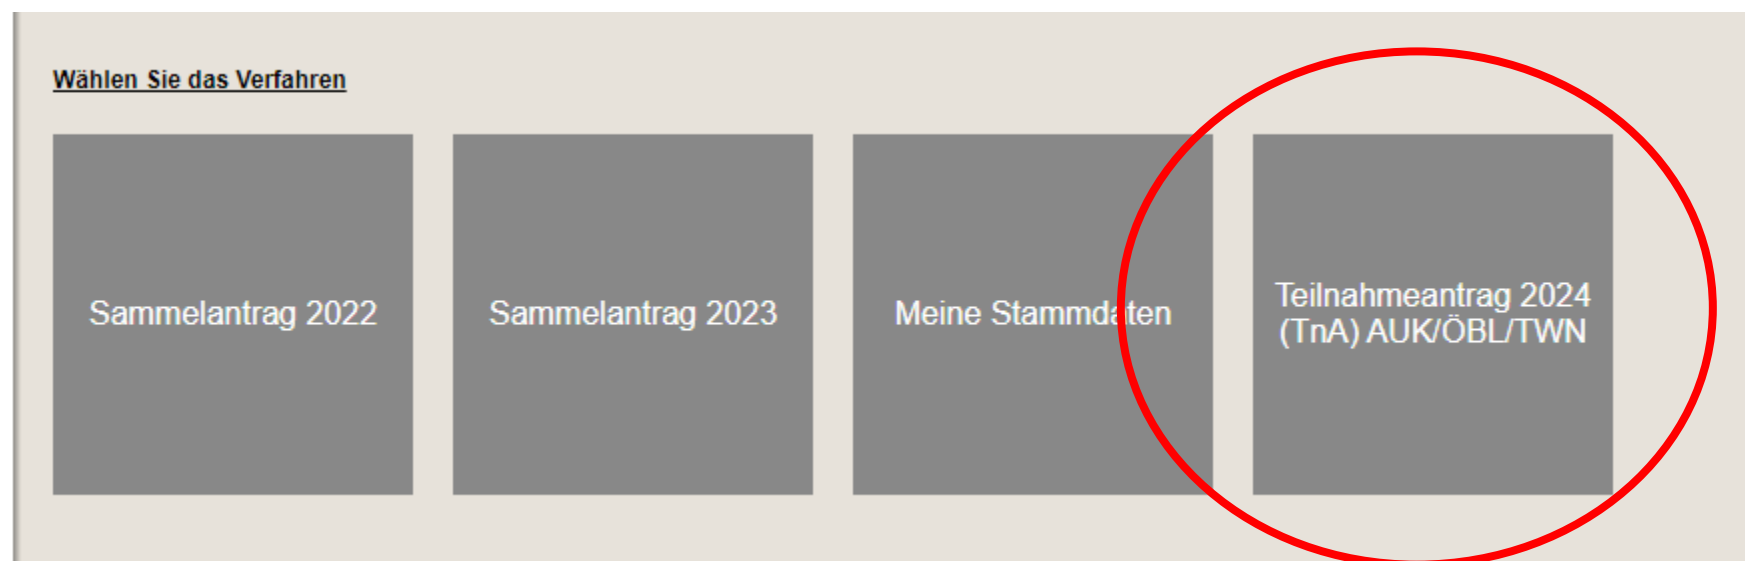 Wählen Sie das Verfahren
Sammelantrag 2022
Sammelantrag 2023
Meine Stammdaten
Teilnahmeantrag 2024
(TnA) AUK/ÖBL/TWN